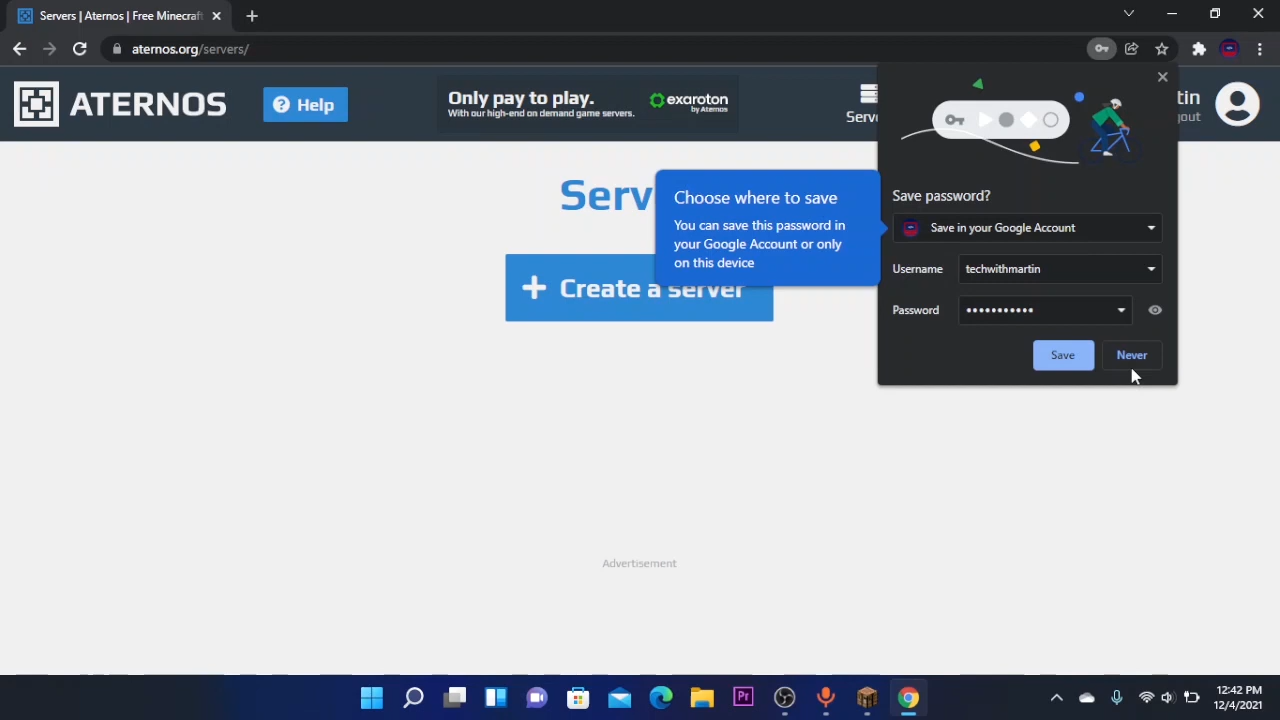 Servers | Aternos | Free Minecraft
aternos.org/servers/
ATERNOS
Help
Only pay to play.
With our high-end on demand game servers.
exaroton
by Aternos
Serv
tin
gout
Serv
Create a server
Choose where to save
You can save this password in
your Google Account or only
on this device
Save password?
Save in your Google Account
Username
techwithmartin
Password
•••••••••••
Save
Never
Advertisement
Pr
12:42 PM
12/4/2021